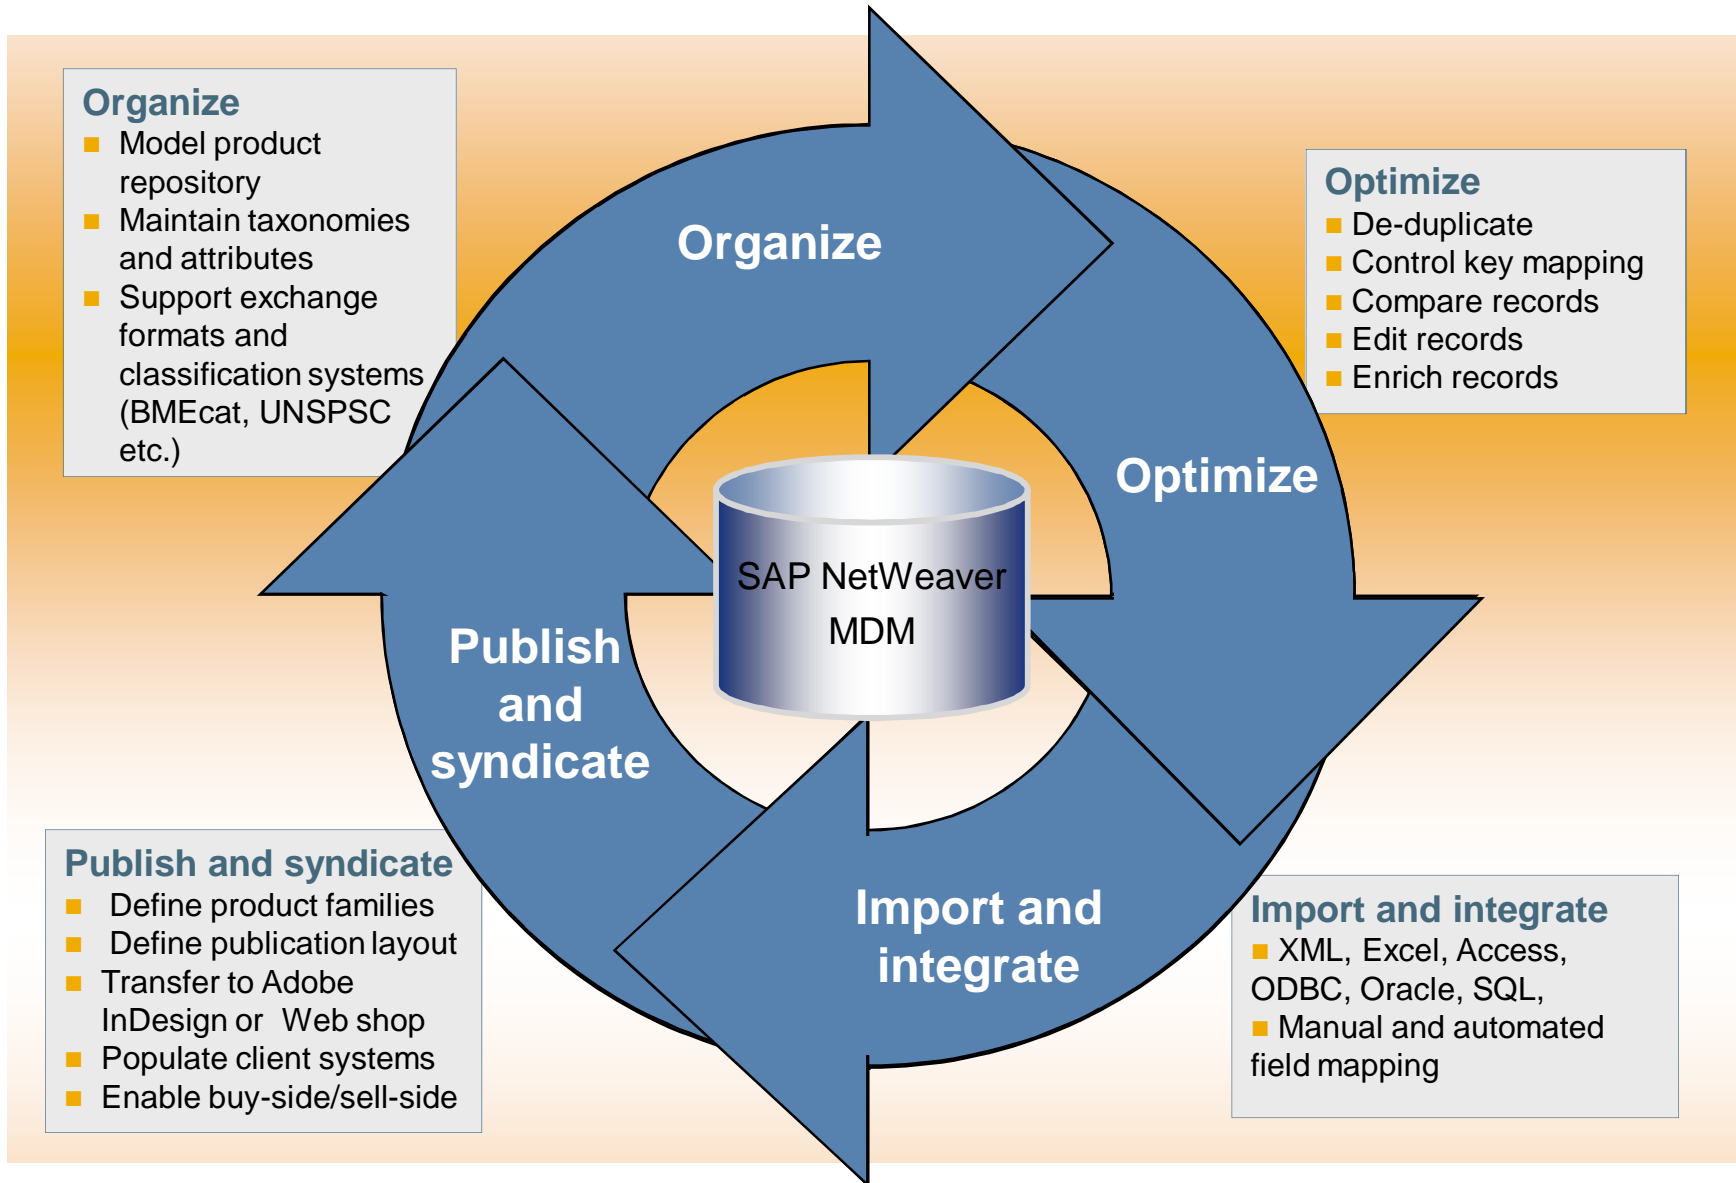 Organize
■ Model product
repository
■ Maintain taxonomies
and attributes
■ Support exchange
formats and
classification systems
(BMEcat, UNSPSC
etc.)
Organize
Optimize
■ De-duplicate
■ Control key mapping
■ Compare records
■ Edit records
■ Enrich records
Optimize
SAP NetWeaver
MDM
Publish
and
syndicate
Import and
integrate
Publish and syndicate
■ Define product families
■ Define publication layout
■ Transfer to Adobe
InDesign or Web shop
■ Populate client systems
■ Enable buy-side/sell-side
Import and integrate
■ XML, Excel, Access,
ODBC, Oracle, SQL,
■ Manual and automated
field mapping